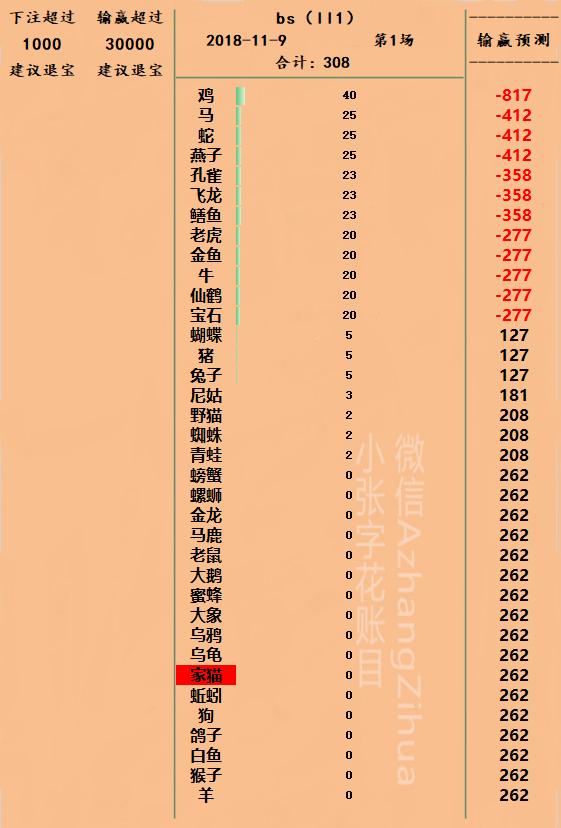 下注超过 输赢超过
1000 30000
建议退宝 建议退宝
bs（ll1）
2018-11-9 第1场
合计：308
输赢预测
鸡 40 -817
马 25 -412
蛇 25 -412
燕子 25 -412
孔雀 23 -358
飞龙 23 -358
鳝鱼 23 -358
老虎 20 -277
金鱼 20 -277
牛 20 -277
仙鹤 20 -277
宝石 20 -277
蝴蝶 5 127
猪 5 127
兔子 5 127
尼姑 3 181
野猫 2 208
蜘蛛 2 208
青蛙 2 208
螃蟹 0 262
螺蛳 0 262
金龙 0 262
马鹿 0 262
老鼠 0 262
大鹅 0 262
蜜蜂 0 262
大象 0 262
乌鸦 0 262
乌龟 0 262
家猫 0 262
蚯蚓 0 262
狗 0 262
鸽子 0 262
白鱼 0 262
猴子 0 262
羊 0 262
微信AzhangZihua
小张字花账目